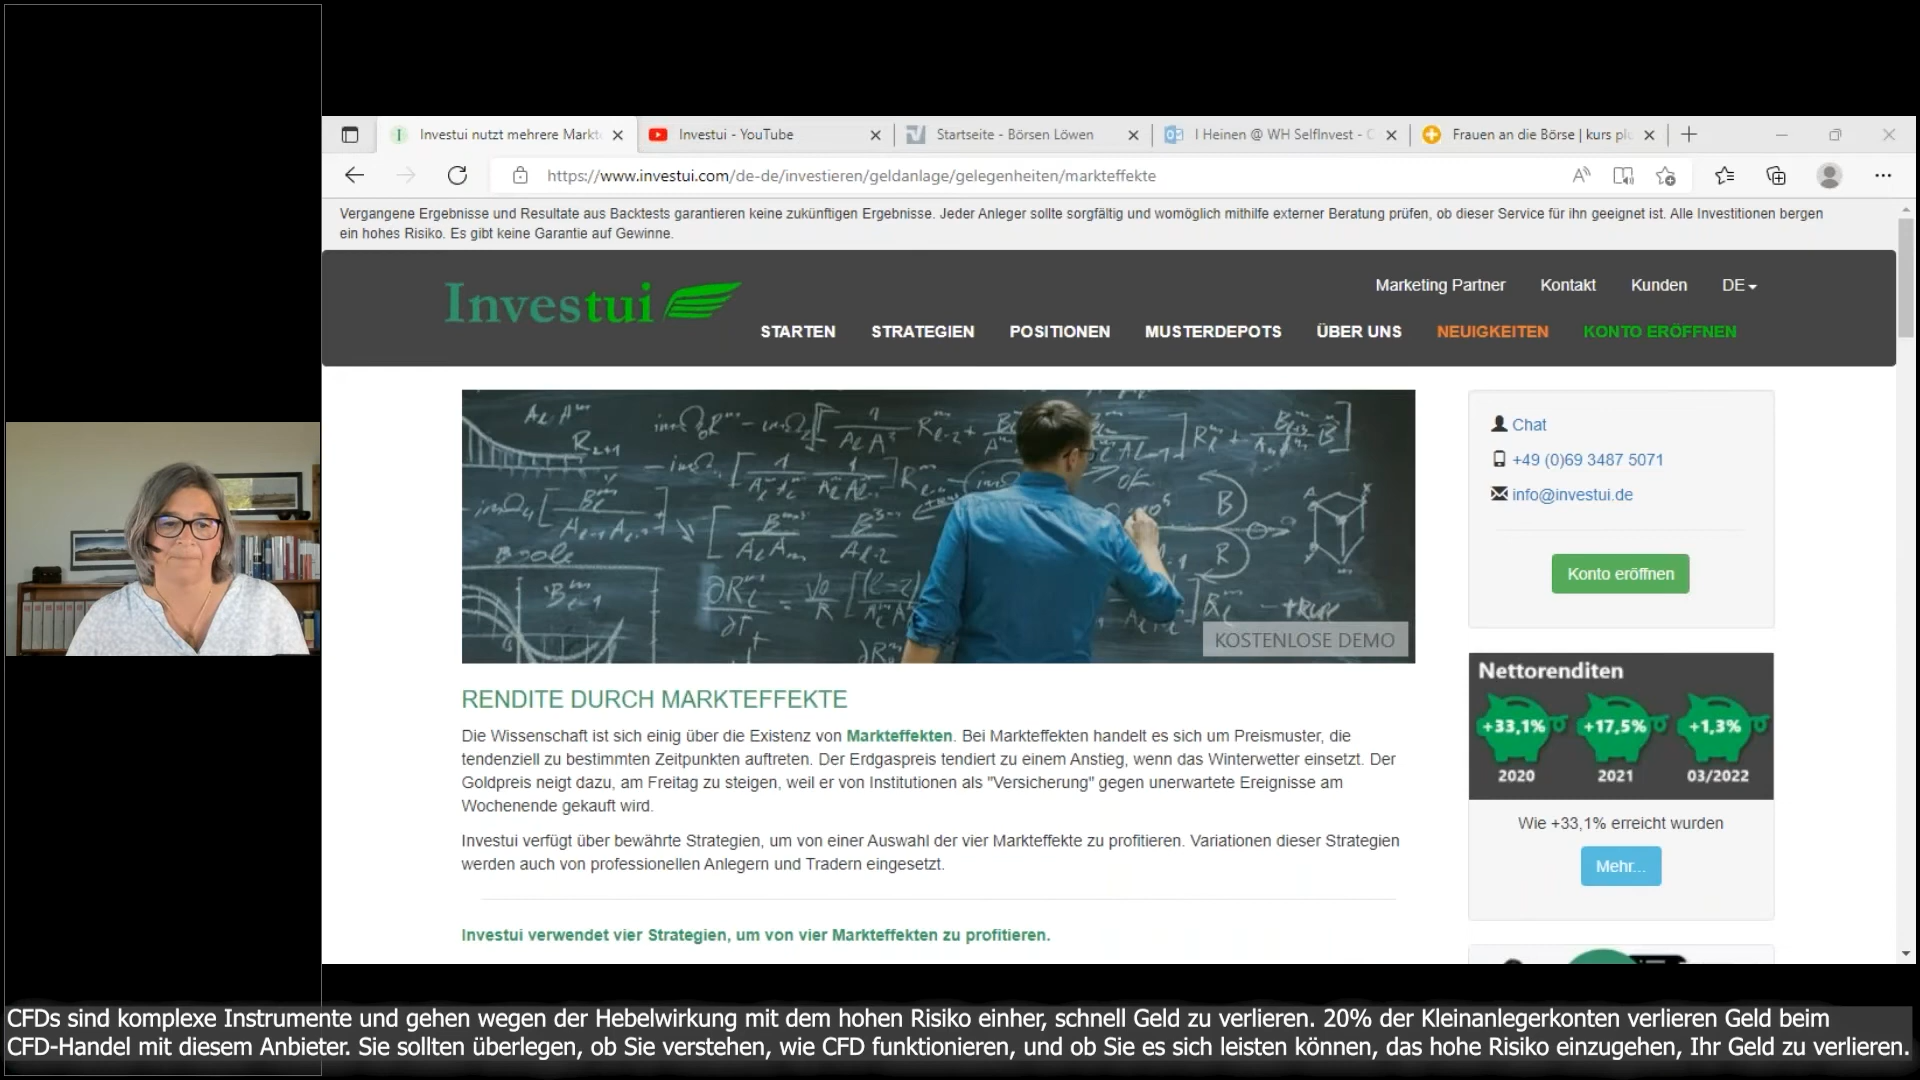 Investui nutzt mehrere Markt
Investui - YouTube
Startseite - Börsen Löwen
I Heinen @ WH SelfInvest - C
Frauen an die Börse | kurs plu
https://www.investui.com/de-de/investieren/geldanlage/gelegenheiten/markteffekte
Vergangene Ergebnisse und Resultate aus Backtests garantieren keine zukünftigen Ergebnisse. Jeder Anleger sollte sorgfältig und womöglich mithilfe externer Beratung prüfen, ob dieser Service für ihn geeignet ist. Alle Investitionen bergen
ein hohes Risiko. Es gibt keine Garantie auf Gewinne.
Investui
Marketing Partner Kontakt Kunden DE
STARTEN STRATEGIEN POSITIONEN MUSTERDEPOTS ÜBER UNS NEUIGKEITEN KONTO ERÖFFNEN
KOSTENLOSE DEMO
RENDITE DURCH MARKTEFFEKTE
Die Wissenschaft ist sich einig über die Existenz von Markteffekten. Bei Markteffekten handelt es sich um Preismuster, die
tendenziell zu bestimmten Zeitpunkten auftreten. Der Erdgaspreis tendiert zu einem Anstieg, wenn das Winterwetter einsetzt. Der
Goldpreis neigt dazu, am Freitag zu steigen, weil er von Institutionen als "Versicherung" gegen unerwartete Ereignisse am
Wochenende gekauft wird.
Investui verfügt über bewährte Strategien, um von einer Auswahl der vier Markteffekte zu profitieren. Variationen dieser Strategien
werden auch von professionellen Anlegern und Tradern eingesetzt.
Investui verwendet vier Strategien, um von vier Markteffekten zu profitieren.
Chat
+49 (0)69 3487 5071
info@investui.de
Konto eröffnen
Nettorenditen
+33,1% +17,5% +1,3%
2020 2021 03/2022
Wie +33,1% erreicht wurden
Mehr...
CFDs sind komplexe Instrumente und gehen wegen der Hebelwirkung mit dem hohen Risiko einher, schnell Geld zu verlieren. 20% der Kleinanlegerkonten verlieren Geld beim
CFD-Handel mit diesem Anbieter. Sie sollten überlegen, ob Sie verstehen, wie CFD funktionieren, und ob Sie es sich leisten können, das hohe Risiko einzugehen, Ihr Geld zu verlieren.